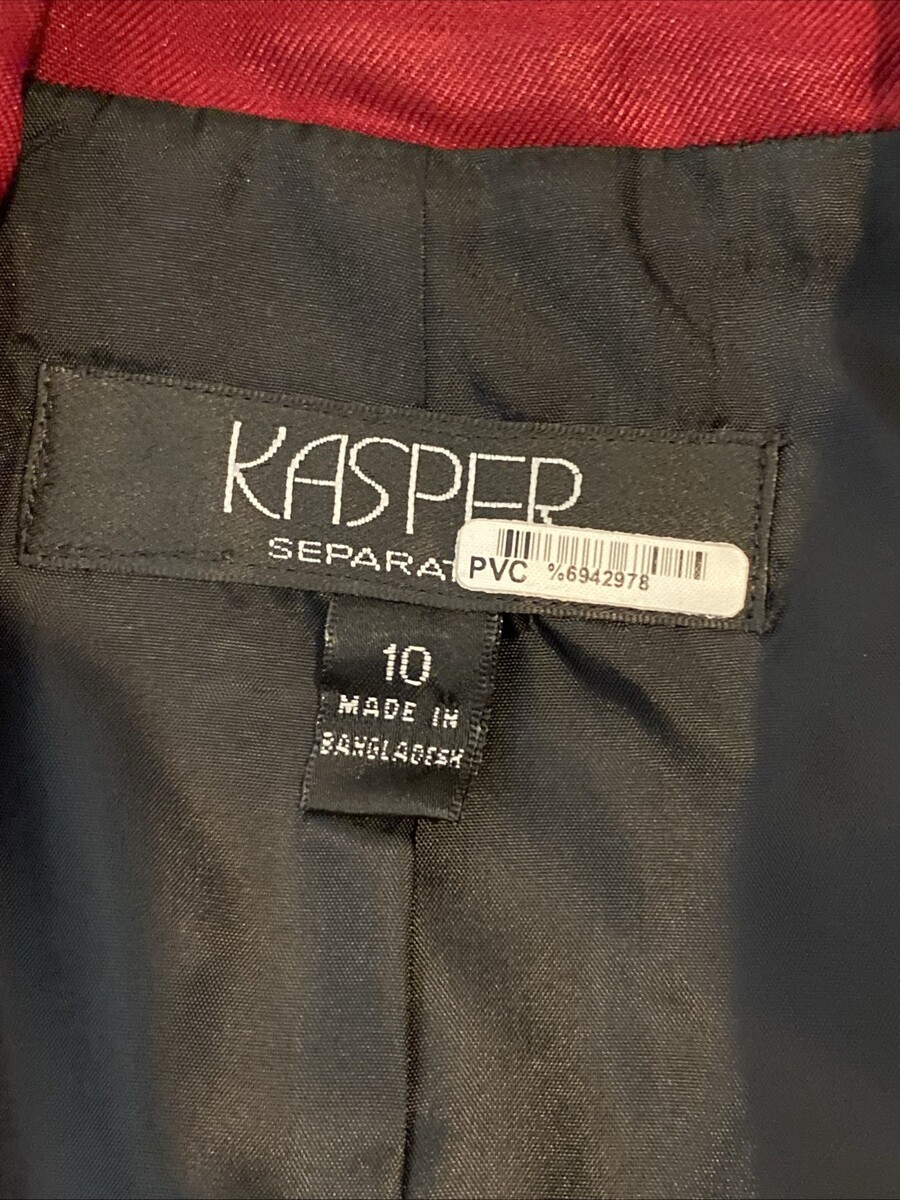 KASPER
SEPARAT
PVC %6942978
10
MADE IN
BANGLADESH